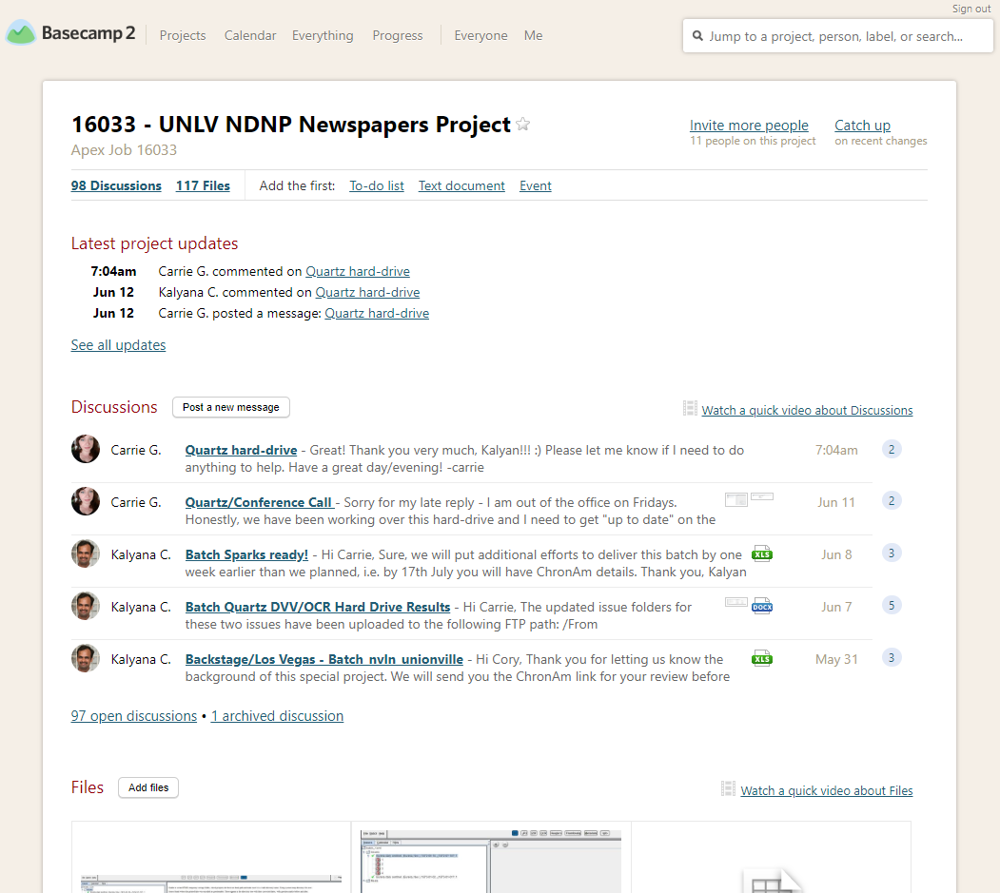 Sign out
Basecamp 2 Projects Calendar Everything Progress Everyone Me
Jump to a project, person, label, or search...
16033 - UNLV NDNP Newspapers Project
Apex Job 16033
Invite more people
11 people on this project
Catch up
on recent changes
98 Discussions 117 Files Add the first: To-do list Text document Event
Latest project updates
7:04am Carrie G. commented on Quartz hard-drive
Jun 12 Kalyana C. commented on Quartz hard-drive
Jun 12 Carrie G. posted a message: Quartz hard-drive
See all updates
Discussions Post a new message Watch a quick video about Discussions
Carrie G. Quartz hard-drive - Great! Thank you very much, Kalyan!!! :) Please let me know if I need to do 7:04am 2
anything to help. Have a great day/evening! -carrie
Carrie G. Quartz/Conference Call - Sorry for my late reply - I am out of the office on Fridays. Jun 11 2
Honestly, we have been working over this hard-drive and I need to get "up to date" on the
Kalyana C. Batch Sparks ready! - Hi Carrie, Sure, we will put additional efforts to deliver this batch by one XLS Jun 8 3
week earlier than we planned, i.e. by 17th July you will have ChronAm details. Thank you, Kalyan
Kalyana C. Batch Quartz DVV/OCR Hard Drive Results - Hi Carrie, The updated issue folders for DOCX Jun 7 5
these two issues have been uploaded to the following FTP path: /From
Kalyana C. Backstage/Los Vegas - Batch_nvln_unionville - Hi Cory, Thank you for letting us know the XLS May 31 3
background of this special project. We will send you the ChronAm link for your review before
97 open discussions • 1 archived discussion
Files Add files Watch a quick video about Files